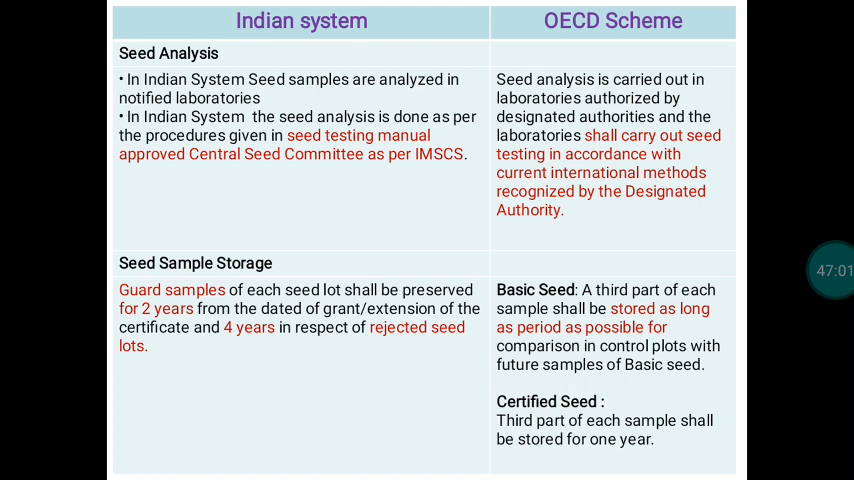 Indian system
OECD Scheme
Seed Analysis
• In Indian System Seed samples are analyzed in
notified laboratories
• In Indian System the seed analysis is done as per
the procedures given in seed testing manual
approved Central Seed Committee as per IMSCS.
Seed analysis is carried out in
laboratories authorized by
designated authorities and the
laboratories shall carry out seed
testing in accordance with
current international methods
recognized by the Designated
Authority.
Seed Sample Storage
Guard samples of each seed lot shall be preserved
for 2 years from the dated of grant/extension of the
certificate and 4 years in respect of rejected seed
lots.
Basic Seed: A third part of each
sample shall be stored as long
as period as possible for
comparison in control plots with
future samples of Basic seed.
Certified Seed :
Third part of each sample shall
be stored for one year.
47:01